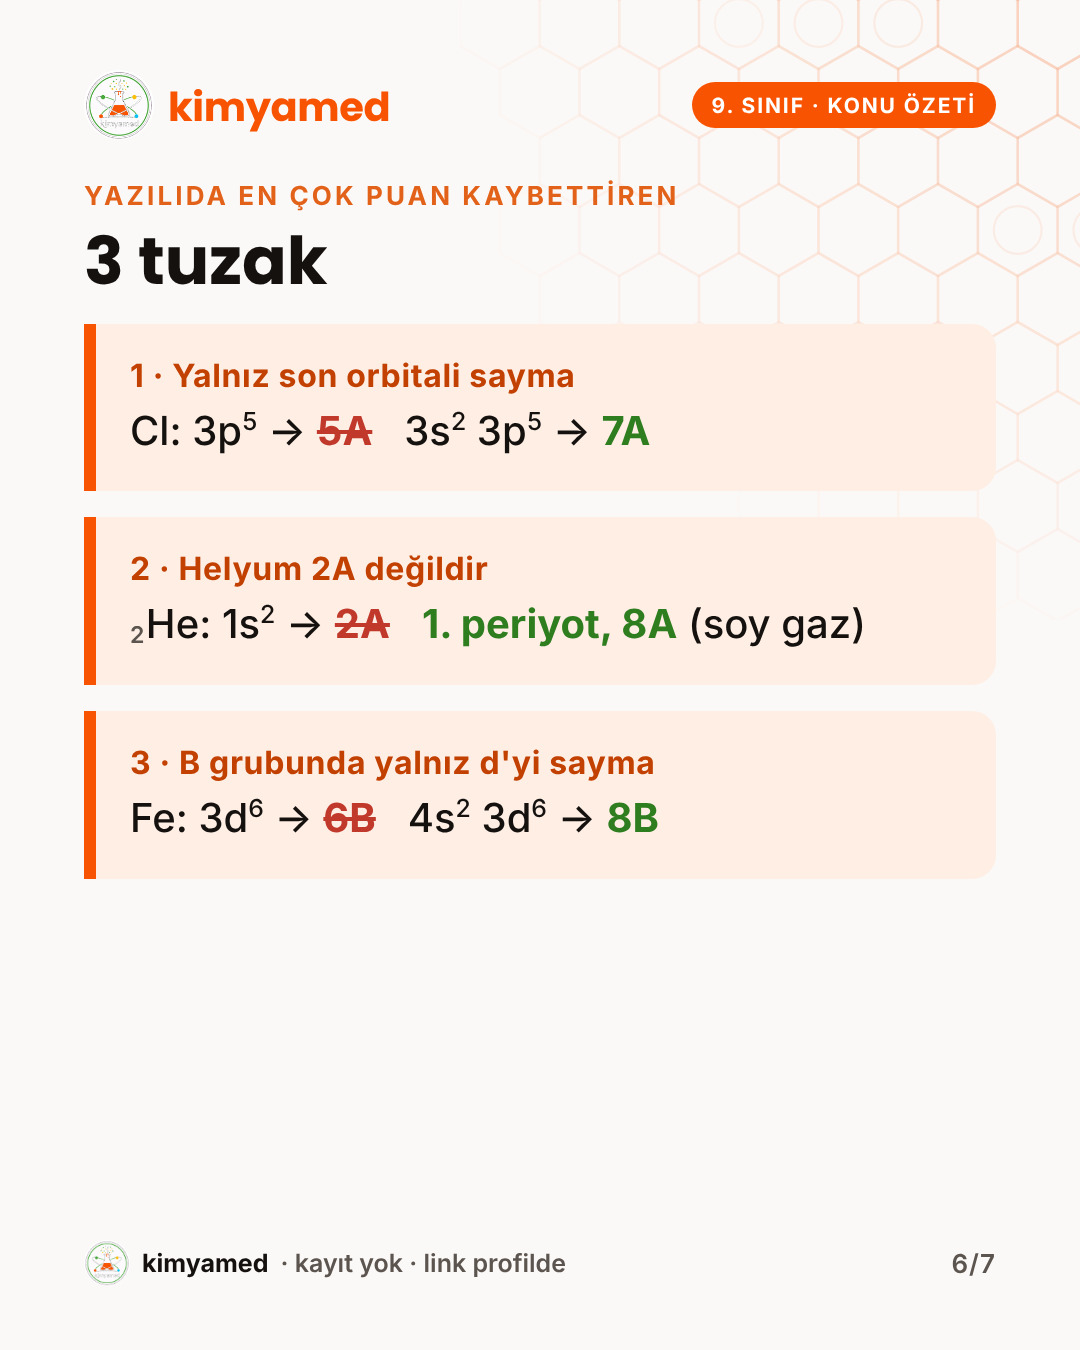 kimyamed
9. SINIF · KONU ÖZETİ
YAZILIDA EN ÇOK PUAN KAYBETTİREN
3 tuzak
1 · Yalnız son orbitali sayma
Cl: 3p⁵ → 5A 3s² 3p⁵ → 7A
2 · Helyum 2A değildir
₂He: 1s² → 2A 1. periyot, 8A (soy gaz)
3 · B grubunda yalnız d'yi sayma
Fe: 3d⁶ → 6B 4s² 3d⁶ → 8B
kimyamed · kayıt yok · link profilde
6/7